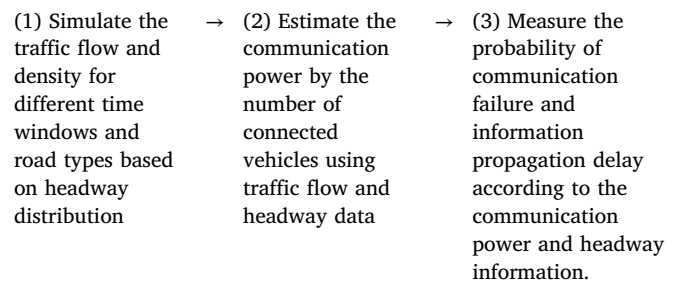 (1) Simulate the
traffic flow and
density for
different time
windows and
road types based
on headway
distribution
→
(2) Estimate the
communication
power by the
number of
connected
vehicles using
traffic flow and
headway data
→
(3) Measure the
probability of
communication
failure and
information
propagation delay
according to the
communication
power and headway
information.